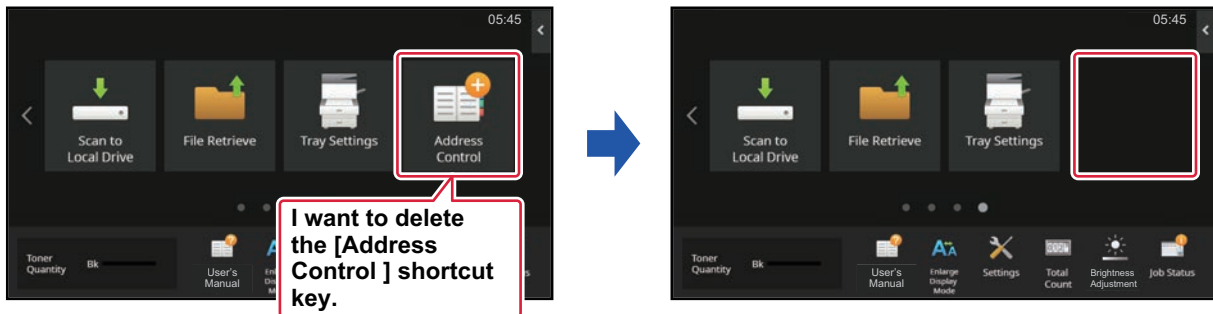 05:45
Scan to
Local Drive
File Retrieve
Tray Settings
Address
Control
I want to delete
the [Address
Control ] shortcut
key.
Toner
Quantity
Bk
User's
Manual
05:45
Scan to
Local Drive
File Retrieve
Tray Settings
Toner
Quantity
Bk
User's
Manual
Enlarge
Display
Mode
Settings
Total
Count
Brightness
Adjustment
Job Status